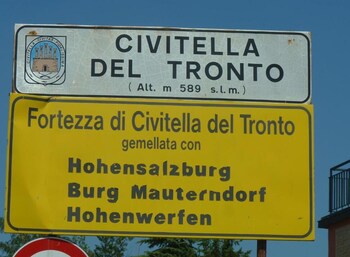 CIVITELLA
DEL TRONTO
( Alt. m 589 s.l.m.)
Fortezza di Civitella del Tronto
gemellata con
Hohensalzburg
Burg Mauterndorf
Hohenwerfen